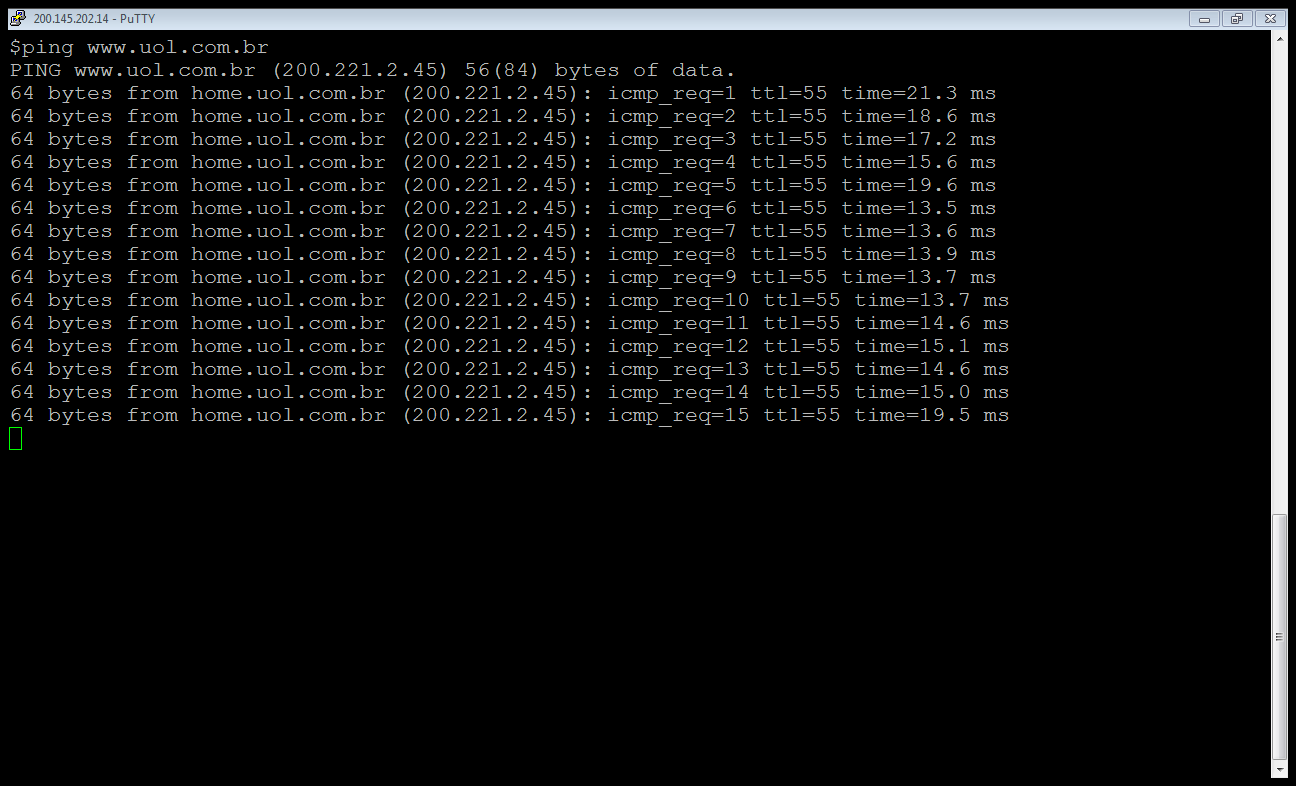 200.145.202.14 - PuTTY
$ping www.uol.com.br
PING www.uol.com.br (200.221.2.45) 56(84) bytes of data.
64 bytes from home.uol.com.br (200.221.2.45): icmp_req=1 ttl=55 time=21.3 ms
64 bytes from home.uol.com.br (200.221.2.45): icmp_req=2 ttl=55 time=18.6 ms
64 bytes from home.uol.com.br (200.221.2.45): icmp_req=3 ttl=55 time=17.2 ms
64 bytes from home.uol.com.br (200.221.2.45): icmp_req=4 ttl=55 time=15.6 ms
64 bytes from home.uol.com.br (200.221.2.45): icmp_req=5 ttl=55 time=19.6 ms
64 bytes from home.uol.com.br (200.221.2.45): icmp_req=6 ttl=55 time=13.5 ms
64 bytes from home.uol.com.br (200.221.2.45): icmp_req=7 ttl=55 time=13.6 ms
64 bytes from home.uol.com.br (200.221.2.45): icmp_req=8 ttl=55 time=13.9 ms
64 bytes from home.uol.com.br (200.221.2.45): icmp_req=9 ttl=55 time=13.7 ms
64 bytes from home.uol.com.br (200.221.2.45): icmp_req=10 ttl=55 time=13.7 ms
64 bytes from home.uol.com.br (200.221.2.45): icmp_req=11 ttl=55 time=14.6 ms
64 bytes from home.uol.com.br (200.221.2.45): icmp_req=12 ttl=55 time=15.1 ms
64 bytes from home.uol.com.br (200.221.2.45): icmp_req=13 ttl=55 time=14.6 ms
64 bytes from home.uol.com.br (200.221.2.45): icmp_req=14 ttl=55 time=15.0 ms
64 bytes from home.uol.com.br (200.221.2.45): icmp_req=15 ttl=55 time=19.5 ms